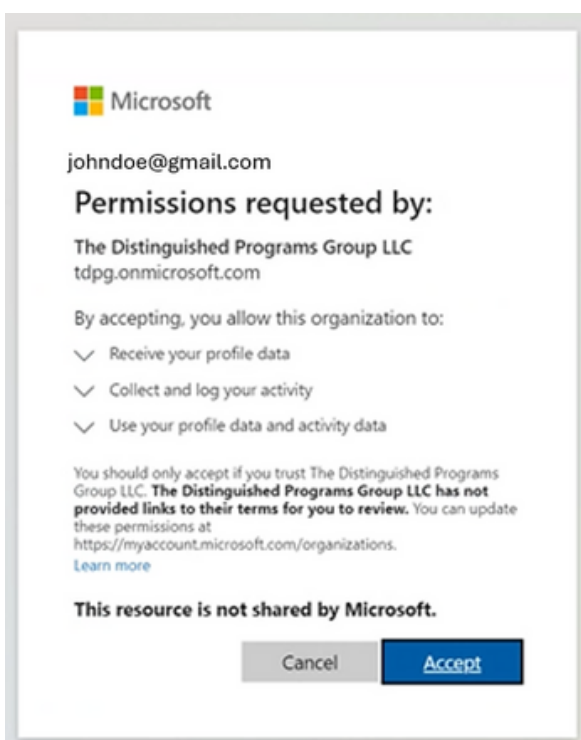 Microsoft
johndoe@gmail.com
Permissions requested by:
The Distinguished Programs Group LLC
tdpg.onmicrosoft.com
By accepting, you allow this organization to:
Receive your profile data
Collect and log your activity
Use your profile data and activity data
You should only accept if you trust The Distinguished Programs
Group LLC. The Distinguished Programs Group LLC has not
provided links to their terms for you to review. You can update
these permissions at
https://myaccount.microsoft.com/organizations.
Learn more
This resource is not shared by Microsoft.
Cancel Accept